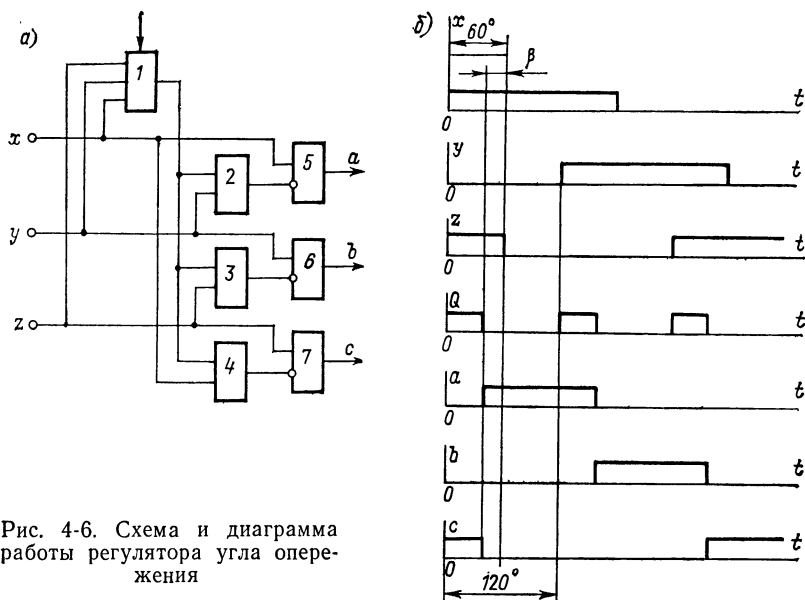 а)
1
x
2
5
a
y
3
6
b
z
4
7
c
Рис. 4-6. Схема и диаграмма
работы регулятора угла опере-
жения
б)
x
60°
β
t
0
y
t
0
z
t
0
Q
t
0
a
t
0
b
t
0
c
t
0
120°